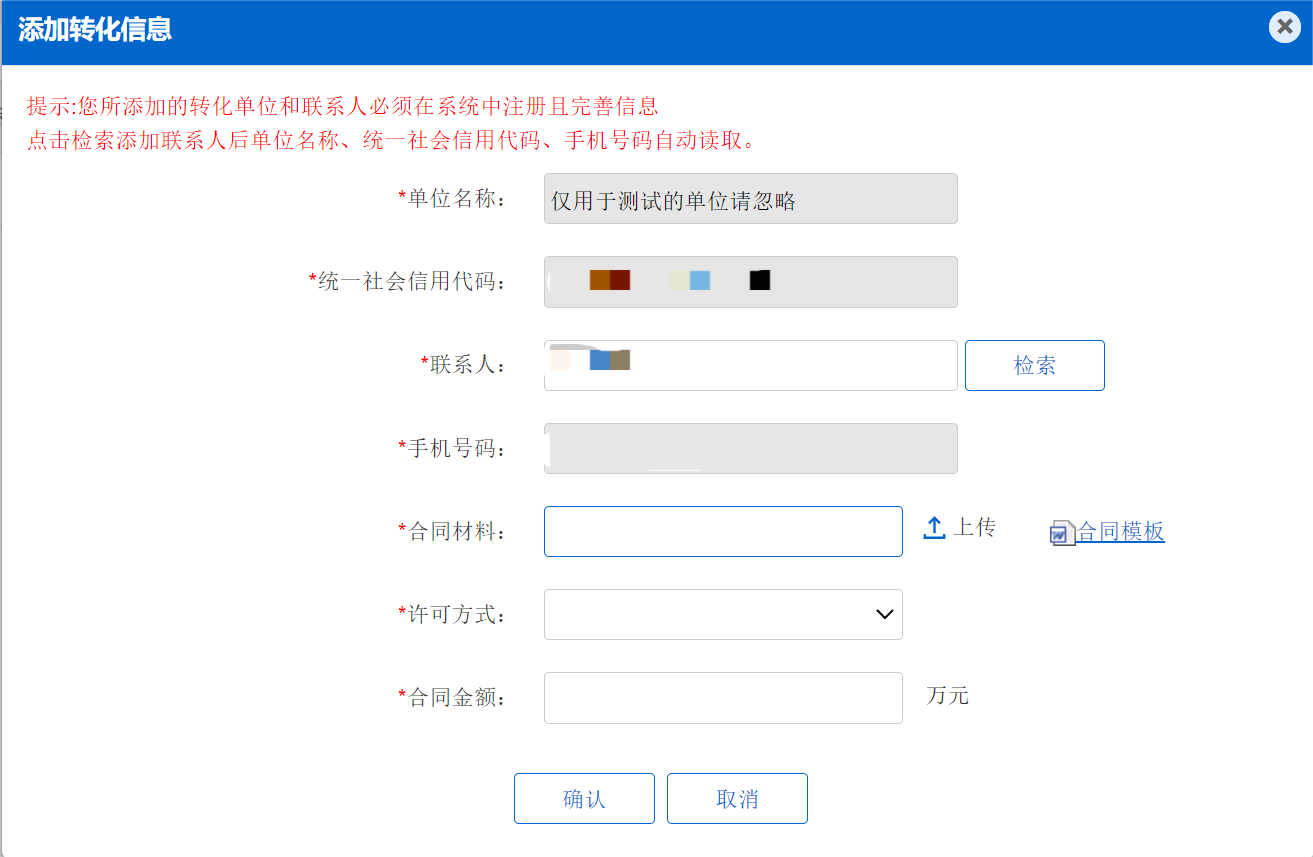 添加转化信息
提示:您所添加的转化单位和联系人必须在系统中注册且完善信息
点击检索添加联系人后单位名称、统一社会信用代码、手机号码自动读取。
*单位名称： 仅用于测试的单位请忽略
*统一社会信用代码：
*联系人： 检索
*手机号码：
*合同材料： 上传 合同模板
*许可方式：
*合同金额： 万元
确认 取消